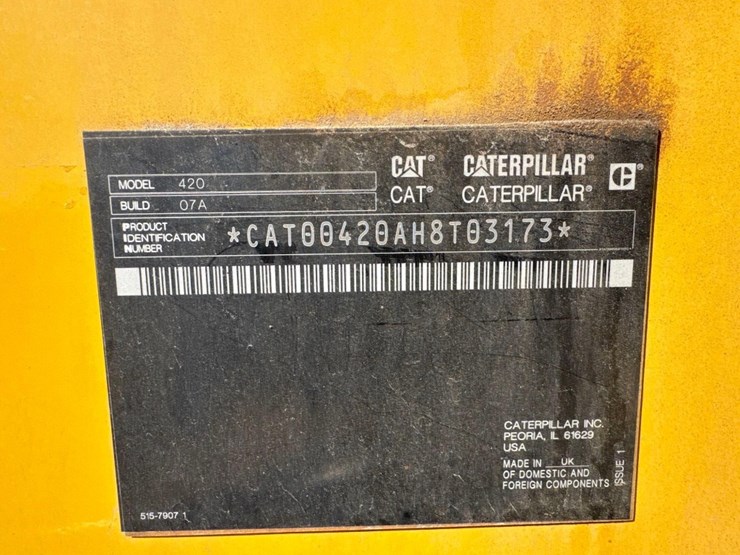 CAT® CATERPILLAR®
CAT® CATERPILLAR®
MODEL 420
BUILD 07A
PRODUCT
IDENTIFICATION
NUMBER
*CAT00420AH8T03173*
CATERPILLAR INC.
PEORIA, IL 61629
USA
MADE IN UK
OF DOMESTIC AND
FOREIGN COMPONENTS
ISSUE 1
515-7907 1